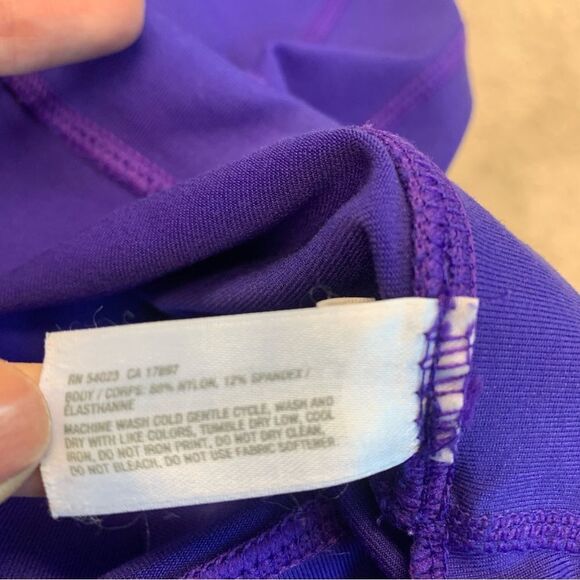 RN 54023 CA 17897
BODY / CORPS: 88% NYLON, 12% SPANDEX /
ELASTHANNE
MACHINE WASH COLD GENTLE CYCLE, WASH AND
DRY WITH LIKE COLORS, TUMBLE DRY LOW, COOL
IRON, DO NOT IRON PRINT, DO NOT DRY CLEAN,
DO NOT BLEACH, DO NOT USE FABRIC SOFTENER.